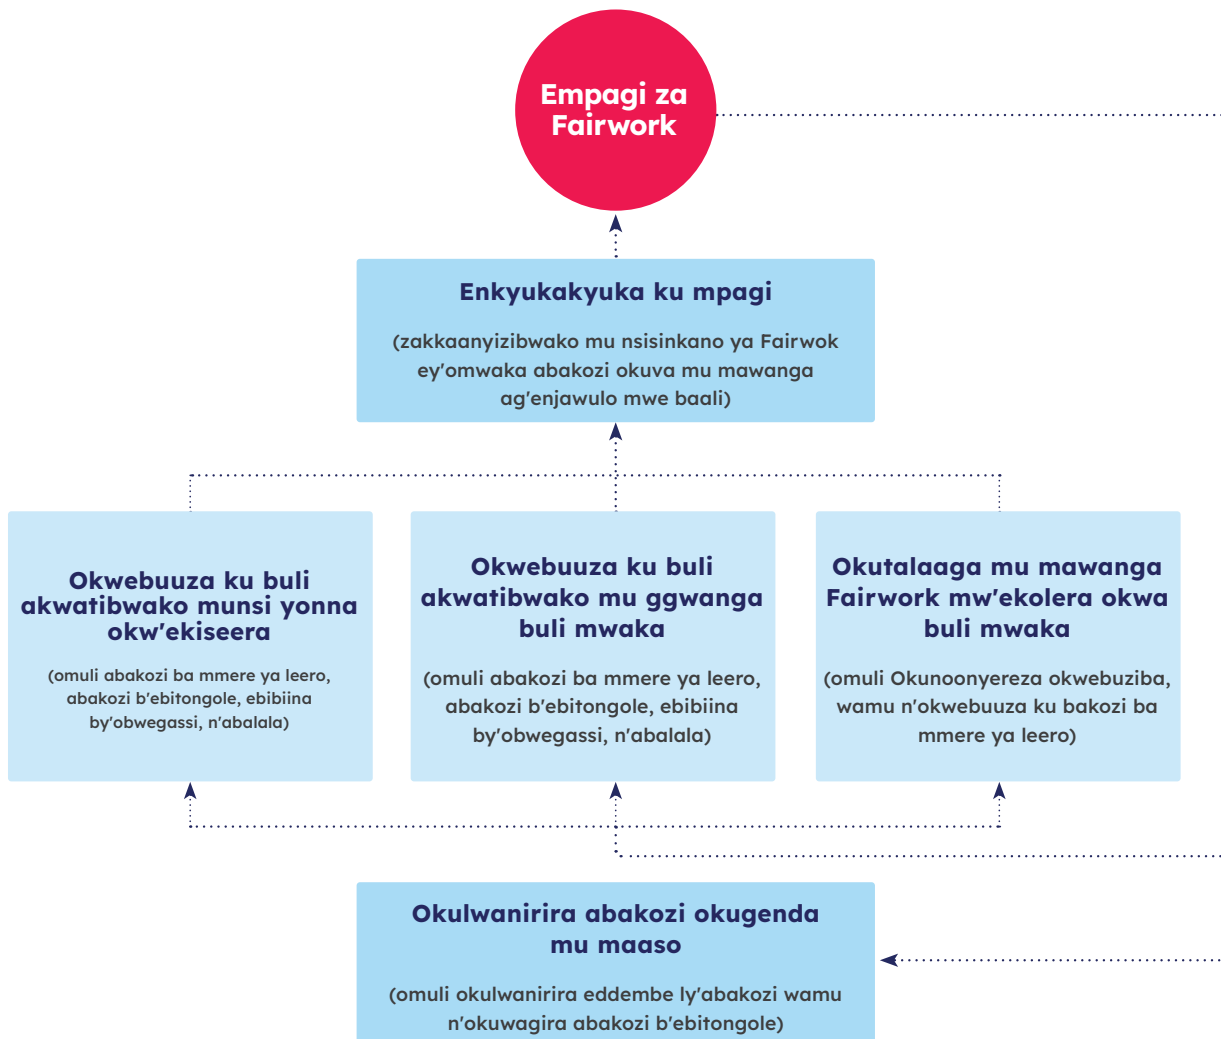 Empagi za
Fairwork
Enkyukakyuka ku mpagi
(zakkaanyizibwako mu nsisinkano ya Fairwok
ey'omwaka abakozi okuva mu mawanga
ag'enjawulo mwe baali)
Okwebuuza ku buli
akwatibwako munsi yonna
okw'ekiseera
(omuli abakozi ba mmere ya leero,
abakozi b'ebitongole, ebibiina
by'obwegassi, n'abalala)
Okwebuuza ku buli
akwatibwako mu ggwanga
buli mwaka
(omuli abakozi ba mmere ya leero,
abakozi b'ebitongole, ebibiina
by'obwegassi, n'abalala)
Okutalaaga mu mawanga
Fairwork mw'ekolera okwa
buli mwaka
(omuli Okunoonyereza okwebuziba,
wamu n'okwebuuza ku bakozi ba
mmere ya leero)
Okulwanirira abakozi okugenda
mu maaso
(omuli okulwanirira eddembe ly'abakozi wamu
n'okuwagira abakozi b'ebitongole)